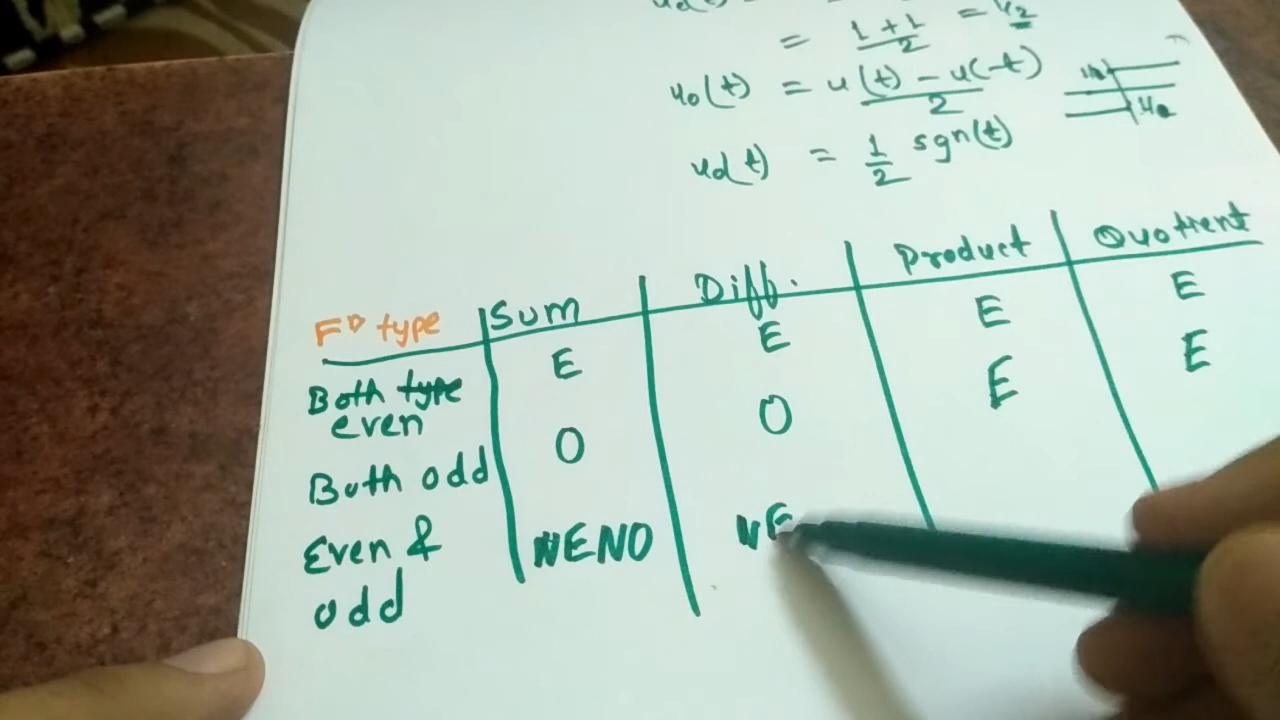 = 1+1/2 = 1/2
u₀(t) = u(t) - u(-t)/2
u₀(t) = 1/2 sgn(t)
Fⁿ type Sum Diff. Product Quotient
Both type even E E E E
Both odd O O E E
Even & odd NENO NE